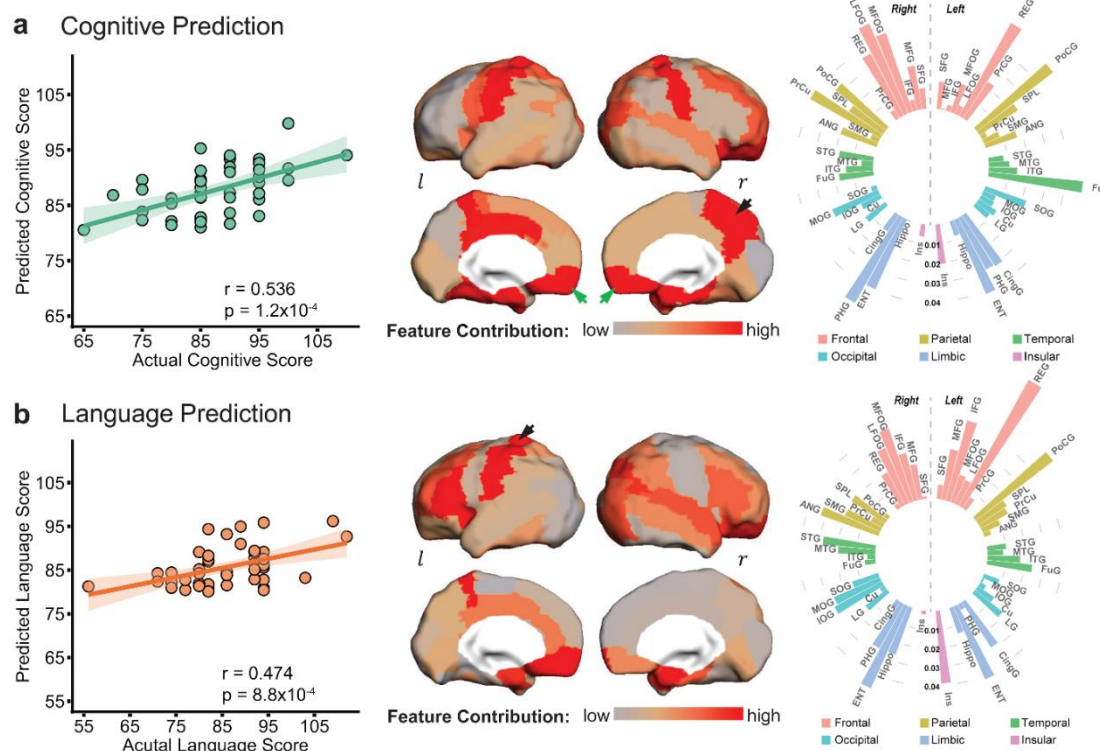 a Cognitive Prediction
Predicted Cognitive Score
105
95
85
75
65
65 75 85 95 105
Actual Cognitive Score
r = 0.536
p = 1.2x10⁻⁴
l r
Feature Contribution: low high
Right Left
LFOG
MFOG
REG
MFG
SFG
IFG
PrCG
PoCG
PrCu
SPL
ANG
SMG
STG
MTG
ITG
FuG
SOG
MOG
IOG
Cu
LG
CingG
Hippo
PHG
ENT
Ins
REG
SFG
MFG
MFOG
IFG
LFOG
PrCG
PoCG
SPL
PrCu
SMG
ANG
STG
MTG
ITG
Fu
MOG
SOG
Hippo
CingG
PHG
ENT
Ins
0.01
0.02
0.03
0.04
Frontal Parietal Temporal
Occipital Limbic Insular
b Language Prediction
Predicted Language Score
105
95
85
75
65
55
55 65 75 85 95 105
Acutal Language Score
r = 0.474
p = 8.8x10⁻⁴
l r
Feature Contribution: low high
Right Left
MFOG
LFOG
IFG
MFG
REG
SFG
PrCG
SPL
PoCG
ANG
SMG
PrCu
STG
MTG
ITG
FuG
SOG
MOG
IOG
Cu
LG
CingG
PHG
Hippo
ENT
Ins
REG
IFG
MFG
SFG
MFOG
LFOG
PrCG
PoCG
SPL
PrCu
SMG
ANG
STG
MTG
ITG
FuG
SOG
MOG
IOG
Cu
LG
PHG
Hippo
CingG
ENT
Ins
0.01
0.02
0.03
0.04
Frontal Parietal Temporal
Occipital Limbic Insular